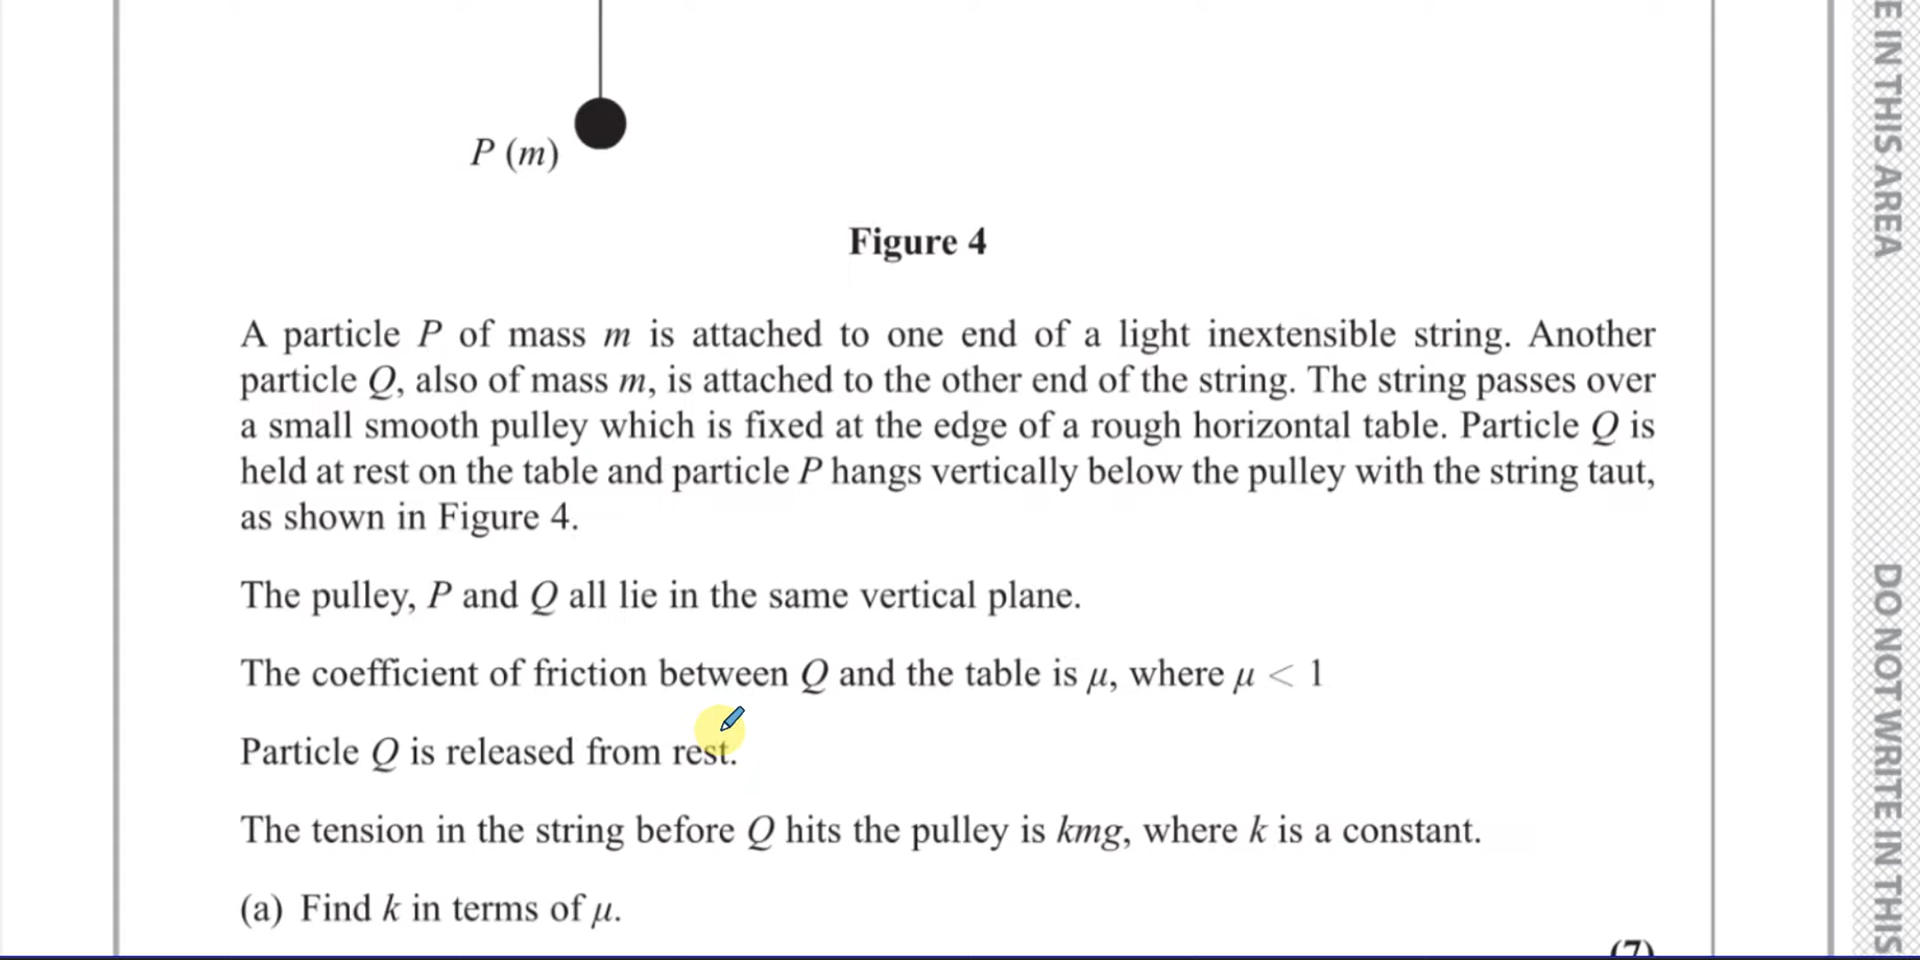 P (m)
Figure 4
A particle P of mass m is attached to one end of a light inextensible string. Another
particle Q, also of mass m, is attached to the other end of the string. The string passes over
a small smooth pulley which is fixed at the edge of a rough horizontal table. Particle Q is
held at rest on the table and particle P hangs vertically below the pulley with the string taut,
as shown in Figure 4.
The pulley, P and Q all lie in the same vertical plane.
The coefficient of friction between Q and the table is μ, where μ < 1
Particle Q is released from rest.
The tension in the string before Q hits the pulley is kmg, where k is a constant.
(a) Find k in terms of μ.
(7)
E IN THIS AREA
DO NOT WRITE IN THIS